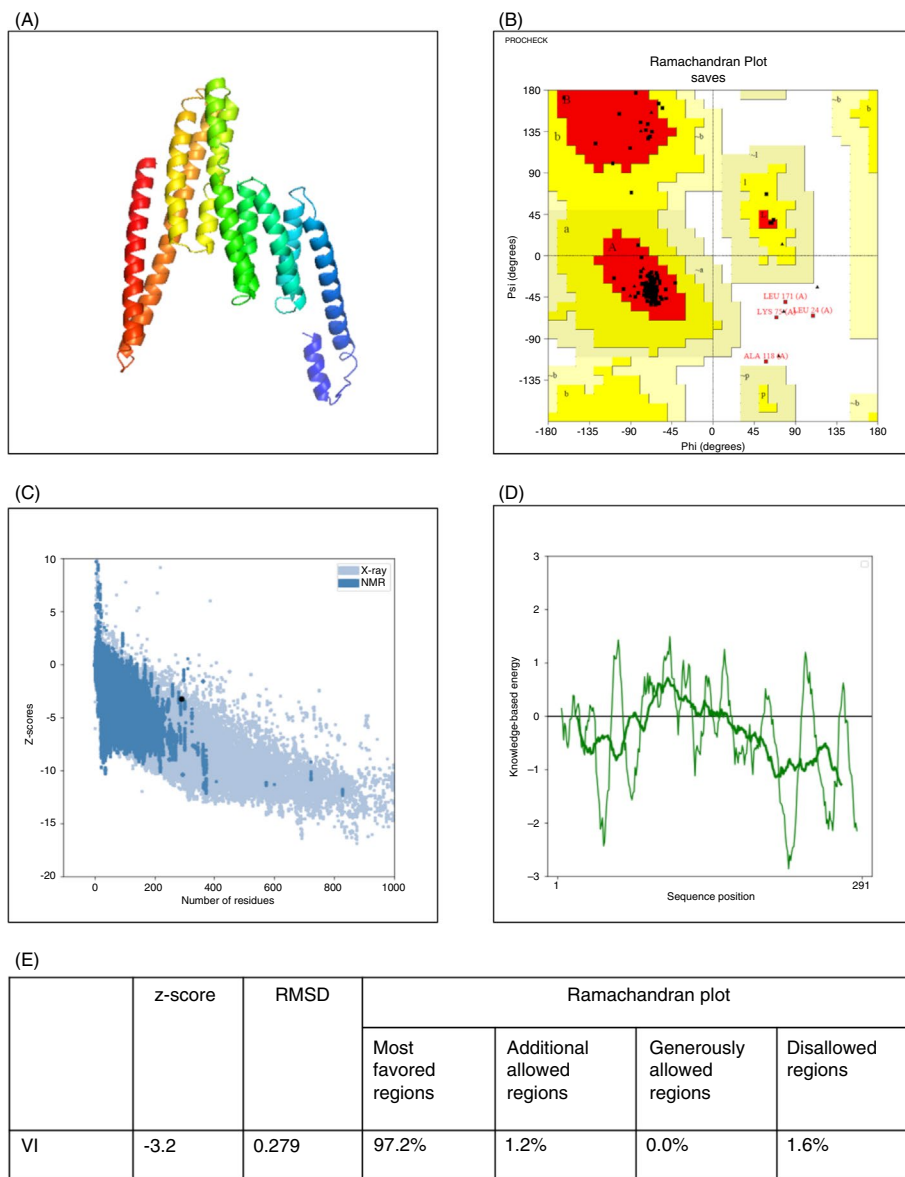 (A)
(B)
PROCHECK
Ramachandran Plot
saves
180
135
90
45
0
-45
-90
-135
Psi (degrees)
B
b
~b
~b
b
~l
l
L
a
A
~a
LEU 171 (A)
LEU 24 (A)
ALA 118 (A)
~b
b
~p
p
~b
-180 -135 -90 -45 0 45 90 135 180
Phi (degrees)
(C)
(D)
10
5
0
-5
-10
-15
-20
Z-scores
X-ray
NMR
0 200 400 600 800 1000
Number of residues
3
2
1
0
−1
−2
−3
Knowledge-based energy
1 291
Sequence position
(E)
z-score RMSD Ramachandran plot
Most favored regions
Additional allowed regions
Generously allowed regions
Disallowed regions
VI -3.2 0.279 97.2% 1.2% 0.0% 1.6%